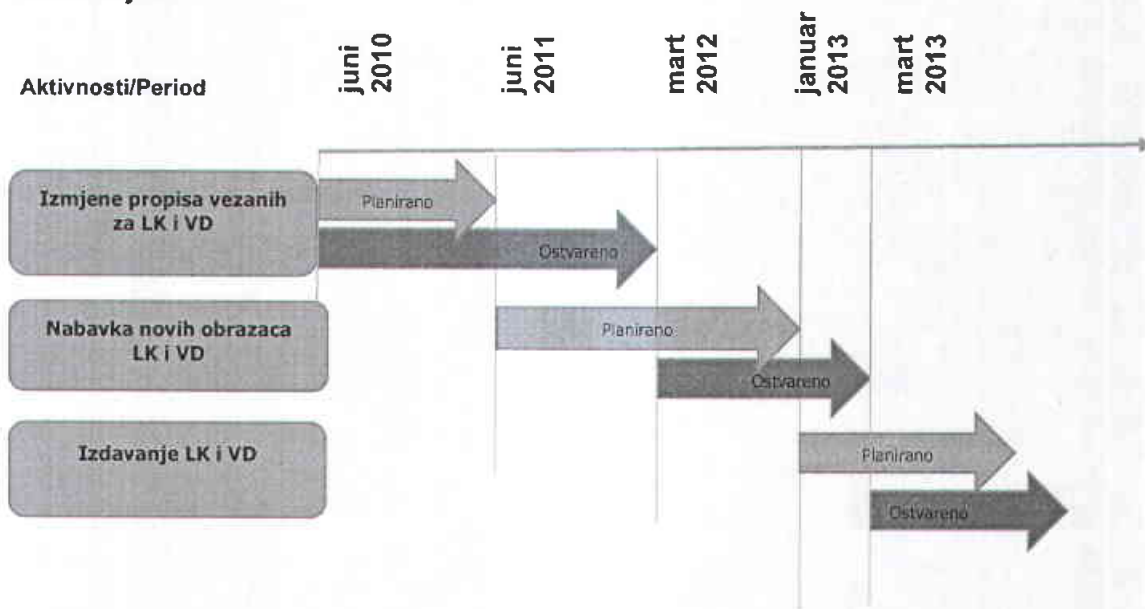 juni
2010
juni
2011
mart
2012
januar
2013
mart
2013
Aktivnosti/Period
Izmjene propisa vezanih
za LK i VD
Planirano
Ostvareno
Nabavka novih obrazaca
LK i VD
Planirano
Ostvareno
Izdavanje LK i VD
Planirano
Ostvareno